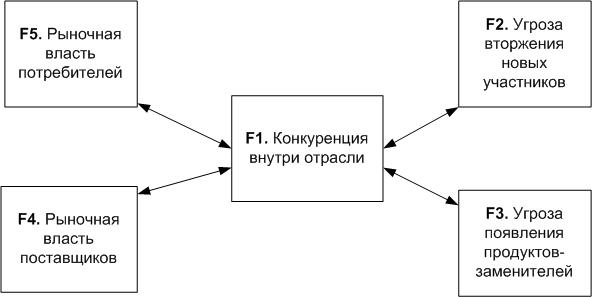 F5. Рыночная
власть
потребителей
F2. Угроза
вторжения
новых
участников
F1. Конкуренция
внутри отрасли
F4. Рыночная
власть
поставщиков
F3. Угроза
появления
продуктов-
заменителей